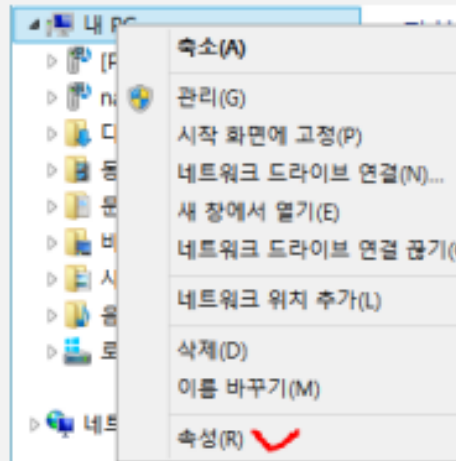 내 PC
축소(A)
관리(G)
시작 화면에 고정(P)
네트워크 드라이브 연결(N)...
새 창에서 열기(E)
네트워크 드라이브 연결 끊기(
네트워크 위치 추가(L)
삭제(D)
이름 바꾸기(M)
속성(R)